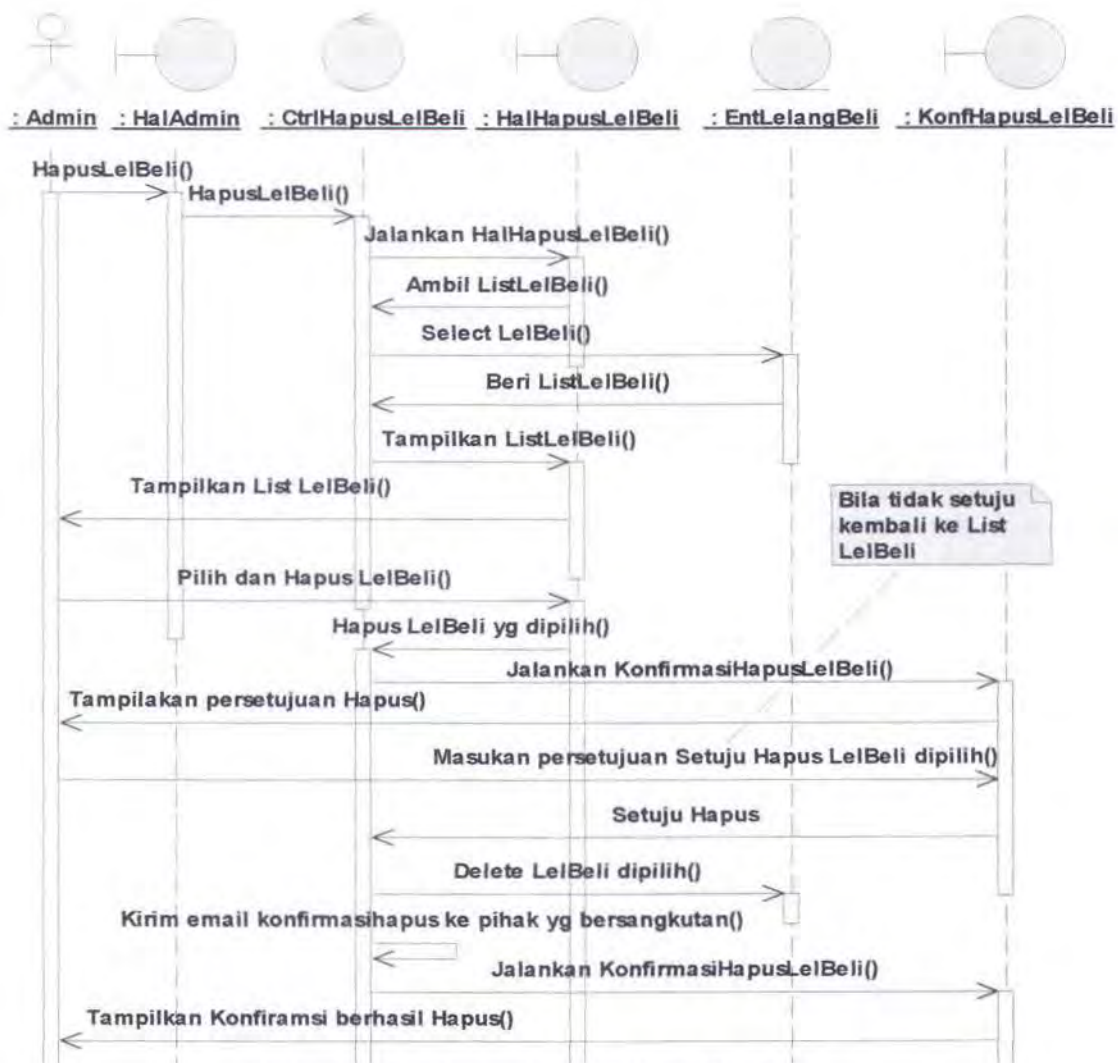 : Admin : HalAdmin : CtrlHapusLelBeli : HalHapusLelBeli : EntLelangBeli : KonfHapusLelBeli
HapusLelBeli()
HapusLelBeli()
Jalankan HalHapusLelBeli()
Ambil ListLelBeli()
Select LelBeli()
Beri ListLelBeli()
Tampilkan ListLelBeli()
Tampilkan List LelBeli()
Bila tidak setuju
kembali ke List
LelBeli
Pilih dan Hapus LelBeli()
Hapus LelBeli yg dipilih()
Jalankan KonfirmasiHapusLelBeli()
Tampilakan persetujuan Hapus()
Masukan persetujuan Setuju Hapus LelBeli dipilih()
Setuju Hapus
Delete LelBeli dipilih()
Kirim email konfirmasihapus ke pihak yg bersangkutan()
Jalankan KonfirmasiHapusLelBeli()
Tampilkan Konfiramsi berhasil Hapus()